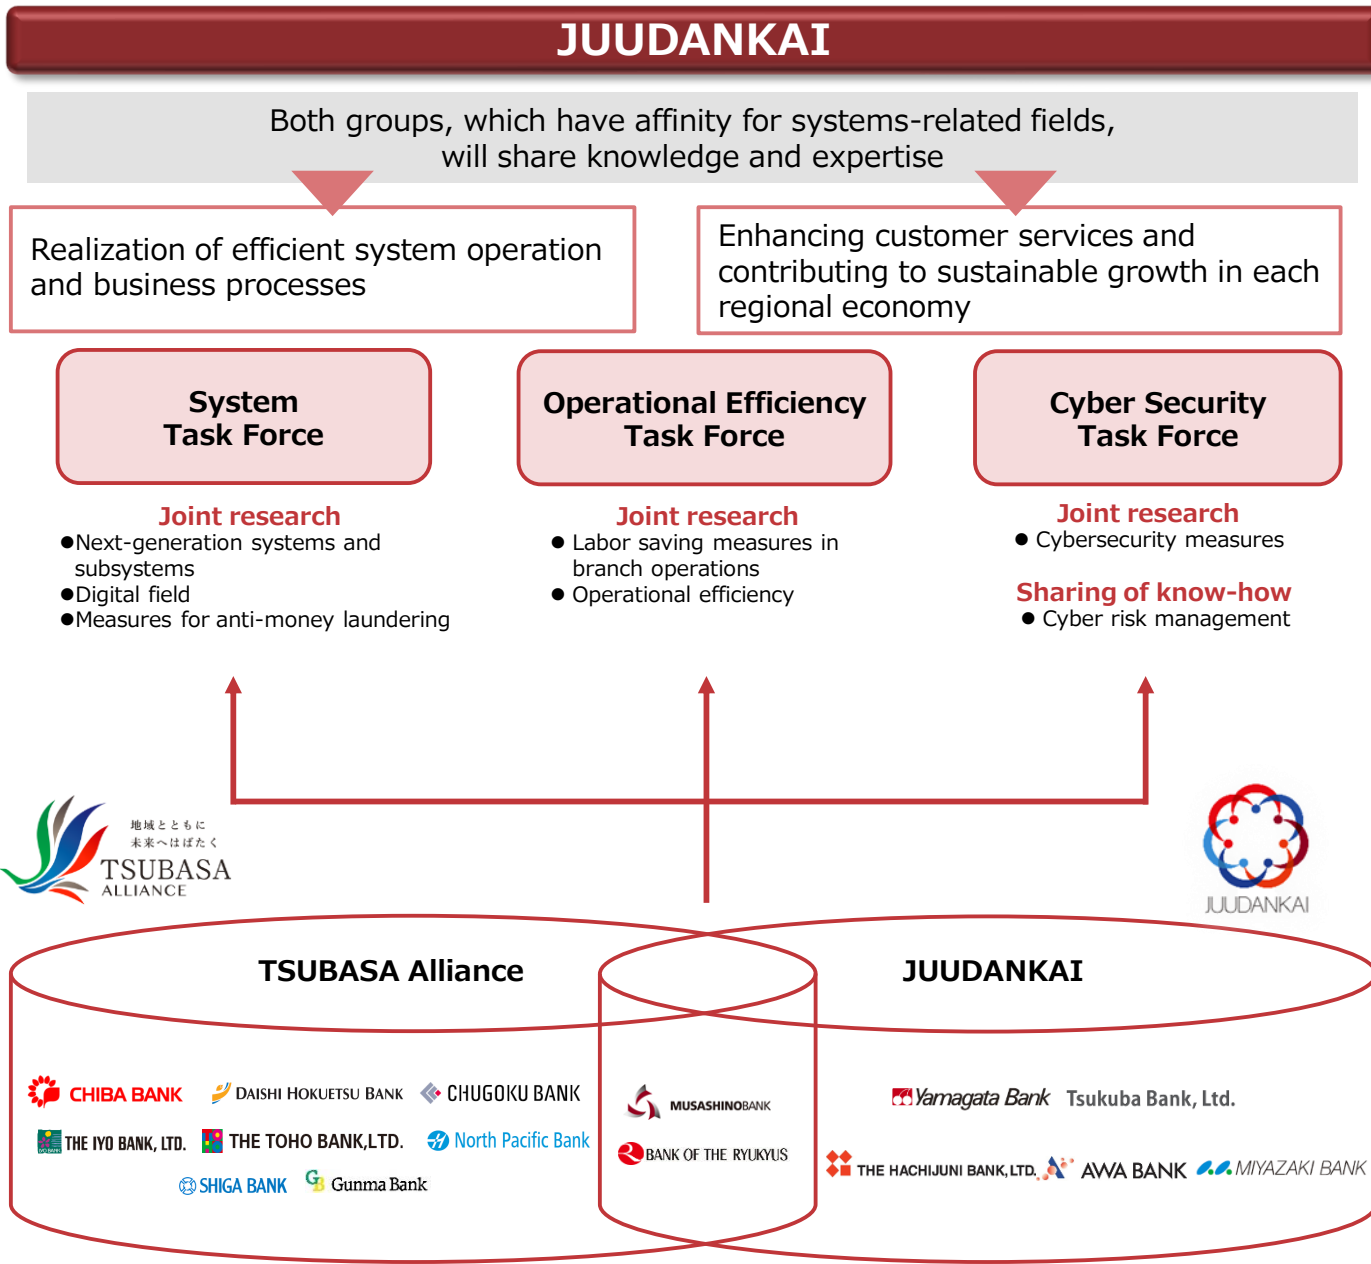 JUUDANKAI
Both groups, which have affinity for systems-related fields,
will share knowledge and expertise
Realization of efficient system operation
and business processes
Enhancing customer services and
contributing to sustainable growth in each
regional economy
System
Task Force
Operational Efficiency
Task Force
Cyber Security
Task Force
Joint research
●Next-generation systems and
subsystems
●Digital field
●Measures for anti-money laundering
Joint research
● Labor saving measures in
branch operations
● Operational efficiency
Joint research
● Cybersecurity measures
Sharing of know-how
● Cyber risk management
地域とともに
未来へはばたく
TSUBASA
ALLIANCE
JUUDANKAI
TSUBASA Alliance
JUUDANKAI
CHIBA BANK
DAISHI HOKUETSU BANK
CHUGOKU BANK
IYO BANK
THE IYO BANK, LTD.
THE TOHO BANK,LTD.
North Pacific Bank
SHIGA BANK
GB Gunma Bank
MUSASHINOBANK
BANK OF THE RYUKYUS
Yamagata Bank
Tsukuba Bank, Ltd.
THE HACHIJUNI BANK,LTD.
AWA BANK
MIYAZAKI BANK